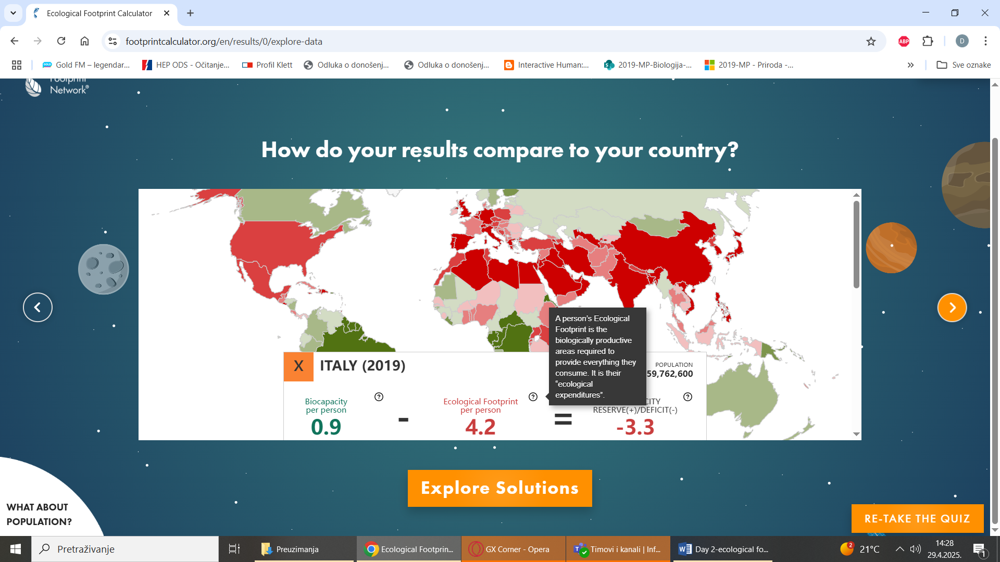 Ecological Footprint Calculator
footprintcalculator.org/en/results/0/explore-data
ABP
D
GOLD
Gold FM – legendar...
HEP ODS - Očitanje...
Profil Klett
Odluka o donošenj...
Odluka o donošenj...
Interactive Human:...
2019-MP-Biologija-...
2019-MP - Priroda -...
Sve oznake
Footprint
Network®
How do your results compare to your country?
A person's Ecological
Footprint is the
biologically productive
areas required to
provide everything they
consume. It is their
“ecological
expenditures”.
X
ITALY (2019)
POPULATION
59,762,600
Biocapacity
per person
0.9
-
Ecological Footprint
per person
4.2
=
CITY
RESERVE(+)/DEFICIT(-)
-3.3
Explore Solutions
WHAT ABOUT
POPULATION?
RE-TAKE THE QUIZ
Pretraživanje
Preuzimanja
Ecological Footprin...
GX Corner - Opera
Timovi i kanali | Inf...
Day 2-ecological fo...
2
21°C
14:28
29.4.2025.
1